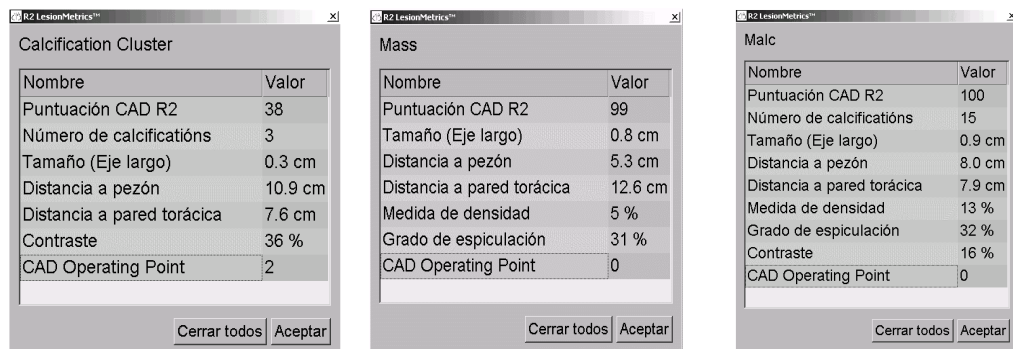 R2 LesionMetrics™
Calcification Cluster
Nombre Valor
Puntuación CAD R2 38
Número de calcificatións 3
Tamaño (Eje largo) 0.3 cm
Distancia a pezón 10.9 cm
Distancia a pared torácica 7.6 cm
Contraste 36 %
CAD Operating Point 2
Cerrar todos Aceptar
R2 LesionMetrics™
Mass
Nombre Valor
Puntuación CAD R2 99
Tamaño (Eje largo) 0.8 cm
Distancia a pezón 5.3 cm
Distancia a pared torácica 12.6 cm
Medida de densidad 5 %
Grado de espiculación 31 %
CAD Operating Point 0
Cerrar todos Aceptar
R2 LesionMetrics™
Malc
Nombre Valor
Puntuación CAD R2 100
Número de calcificatións 15
Tamaño (Eje largo) 0.9 cm
Distancia a pezón 8.0 cm
Distancia a pared torácica 7.9 cm
Medida de densidad 13 %
Grado de espiculación 32 %
Contraste 16 %
CAD Operating Point 0
Cerrar todos Aceptar